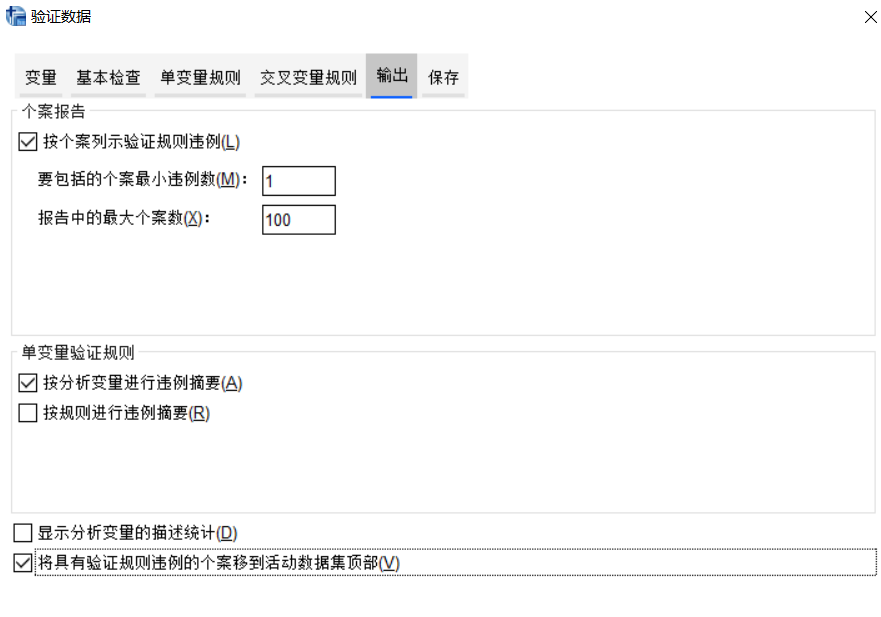 验证数据
变量 基本检查 单变量规则 交叉变量规则 输出 保存
个案报告
按个案列示验证规则违例(L)
要包括的个案最小违例数(M): 1
报告中的最大个案数(X): 100
单变量验证规则
按分析变量进行违例摘要(A)
按规则进行违例摘要(R)
显示分析变量的描述统计(D)
将具有验证规则违例的个案移到活动数据集顶部(V)